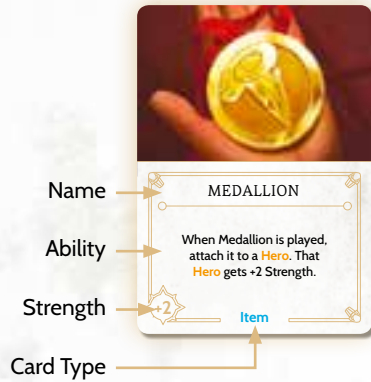 Name
MEDALLION
Ability
When Medallion is played,
attach it to a Hero. That
Hero gets +2 Strength.
Strength
+2
Item
Card Type